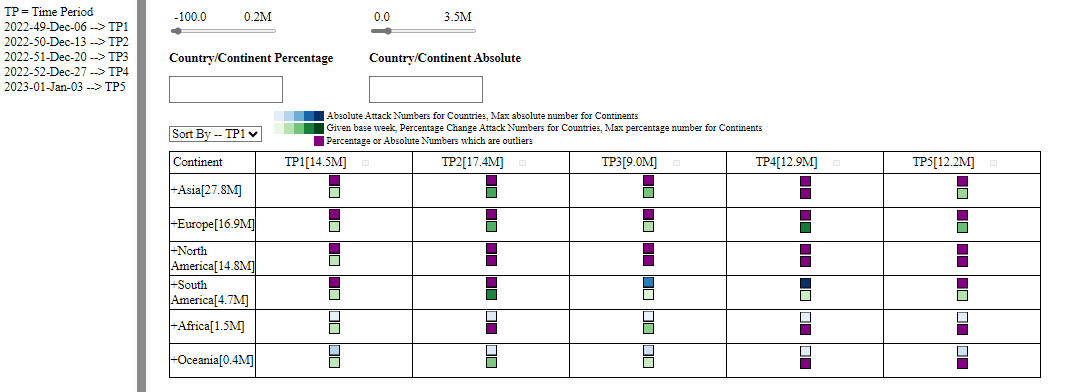 TP = Time Period
2022-49-Dec-06 --> TP1
2022-50-Dec-13 --> TP2
2022-51-Dec-20 --> TP3
2022-52-Dec-27 --> TP4
2023-01-Jan-03 --> TP5
-100.0 0.2M 0.0 3.5M
Country/Continent Percentage Country/Continent Absolute
Absolute Attack Numbers for Countries, Max absolute number for Continents
Given base week, Percentage Change Attack Numbers for Countries, Max percentage number for Continents
Percentage or Absolute Numbers which are outliers
Sort By -- TP1
Continent TP1[14.5M] TP2[17.4M] TP3[9.0M] TP4[12.9M] TP5[12.2M]
+Asia[27.8M]
+Europe[16.9M]
+North
America[14.8M]
+South
America[4.7M]
+Africa[1.5M]
+Oceania[0.4M]